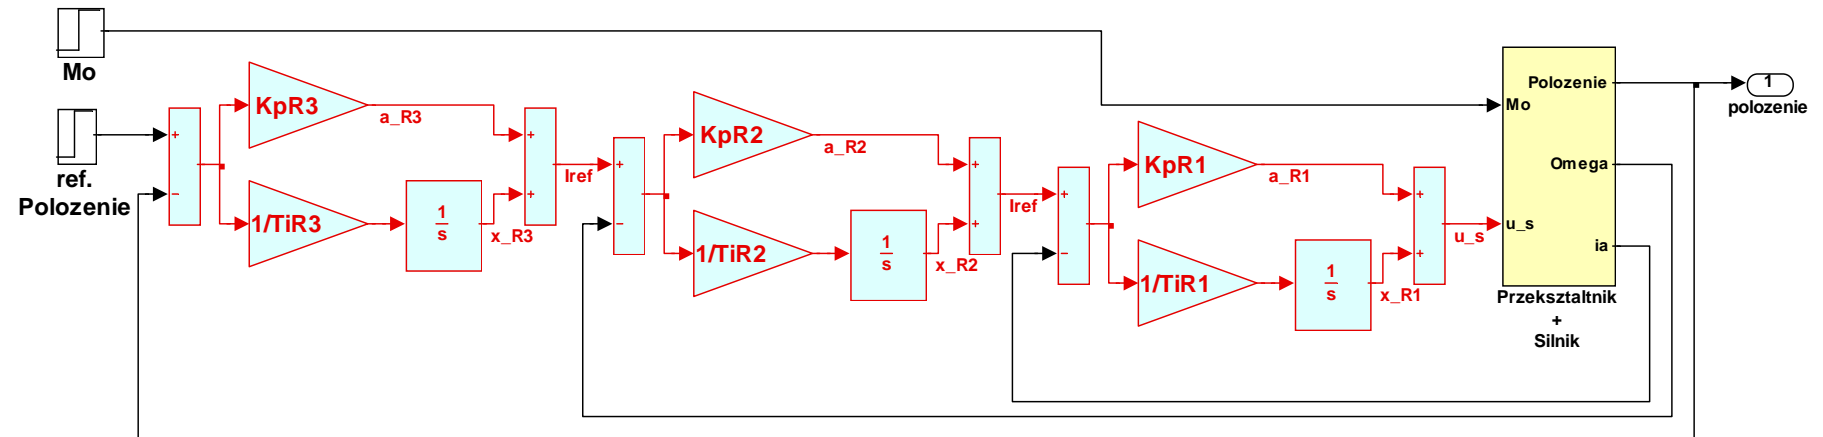 Mo
ref.
Polozenie
+
−
KpR3
a_R3
1/TiR3
1
s
x_R3
+
+
Iref
+
−
KpR2
a_R2
1/TiR2
1
s
x_R2
+
+
Iref
+
−
KpR1
a_R1
1/TiR1
1
s
x_R1
+
+
u_s
Polozenie
Mo
Omega
u_s
ia
Przeksztaltnik
+
Silnik
1
polozenie